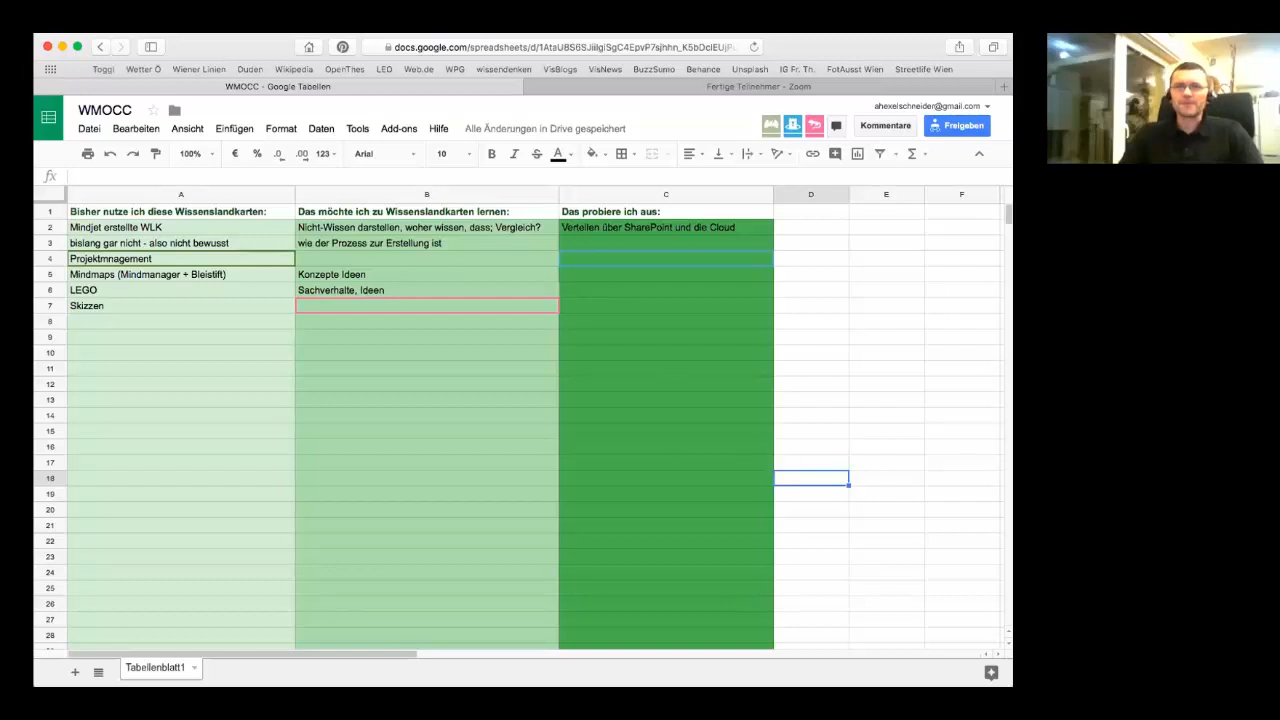 docs.google.com/spreadsheets/d/1AtaU8S6SJiilglSgC4EpvP7sjhhn_K5bDclEUjP
Toggl Wetter Ö Wiener Linien Duden Wikipedia OpenThes LEO Web.de WPG wissendenken VisBlogs VisNews BuzzSumo Behance Unsplash IG Fr. Th. FotAusst Wien Streetlife Wien
WMOCC - Google Tabellen Fertige Teilnehmer - Zoom
WMOCC ahexelschneider@gmail.com
Datei Bearbeiten Ansicht Einfügen Format Daten Tools Add-ons Hilfe Alle Änderungen in Drive gespeichert Kommentare Freigeben
100% € % .0 .00 123 Arial 10 B I S A Σ
fx
A B C D E F
1 Bisher nutze ich diese Wissenslandkarten: Das möchte ich zu Wissenslandkarten lernen: Das probiere ich aus:
2 Mindjet erstellte WLK Nicht-Wissen darstellen, woher wissen, dass; Vergleich? Verteilen über SharePoint und die Cloud
3 bislang gar nicht - also nicht bewusst wie der Prozess zur Erstellung ist
4 Projektmnagement
5 Mindmaps (Mindmanager + Bleistift) Konzepte Ideen
6 LEGO Sachverhalte, Ideen
7 Skizzen
8
9
10
11
12
13
14
15
16
17
18
19
20
21
22
23
24
25
26
27
28
Tabellenblatt1